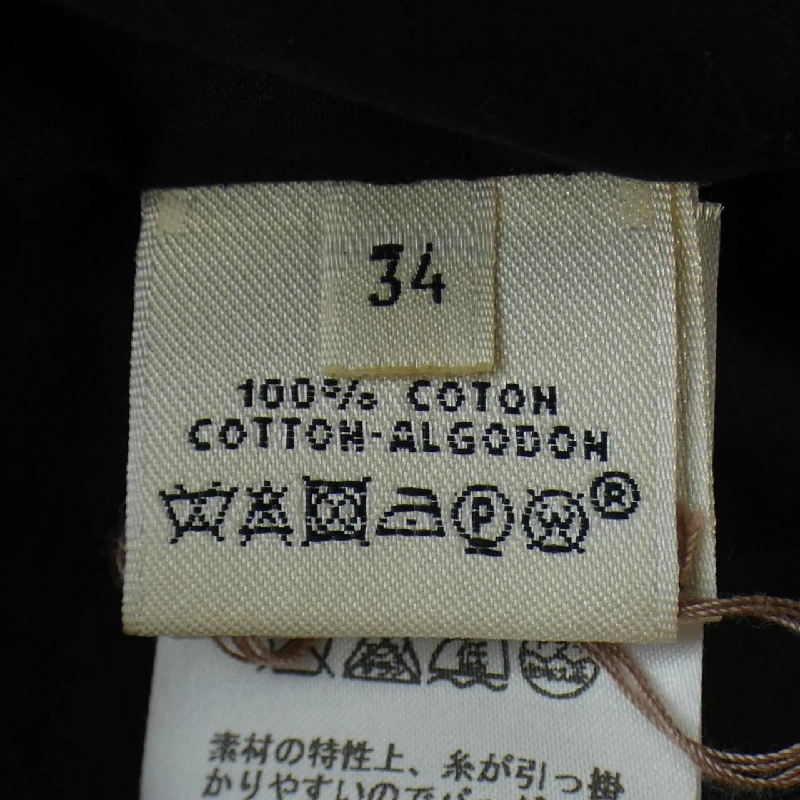 34
100% COTON
COTTON-ALGODON
P W ®
素材の特性上、糸が引っ掛
かりやすいので